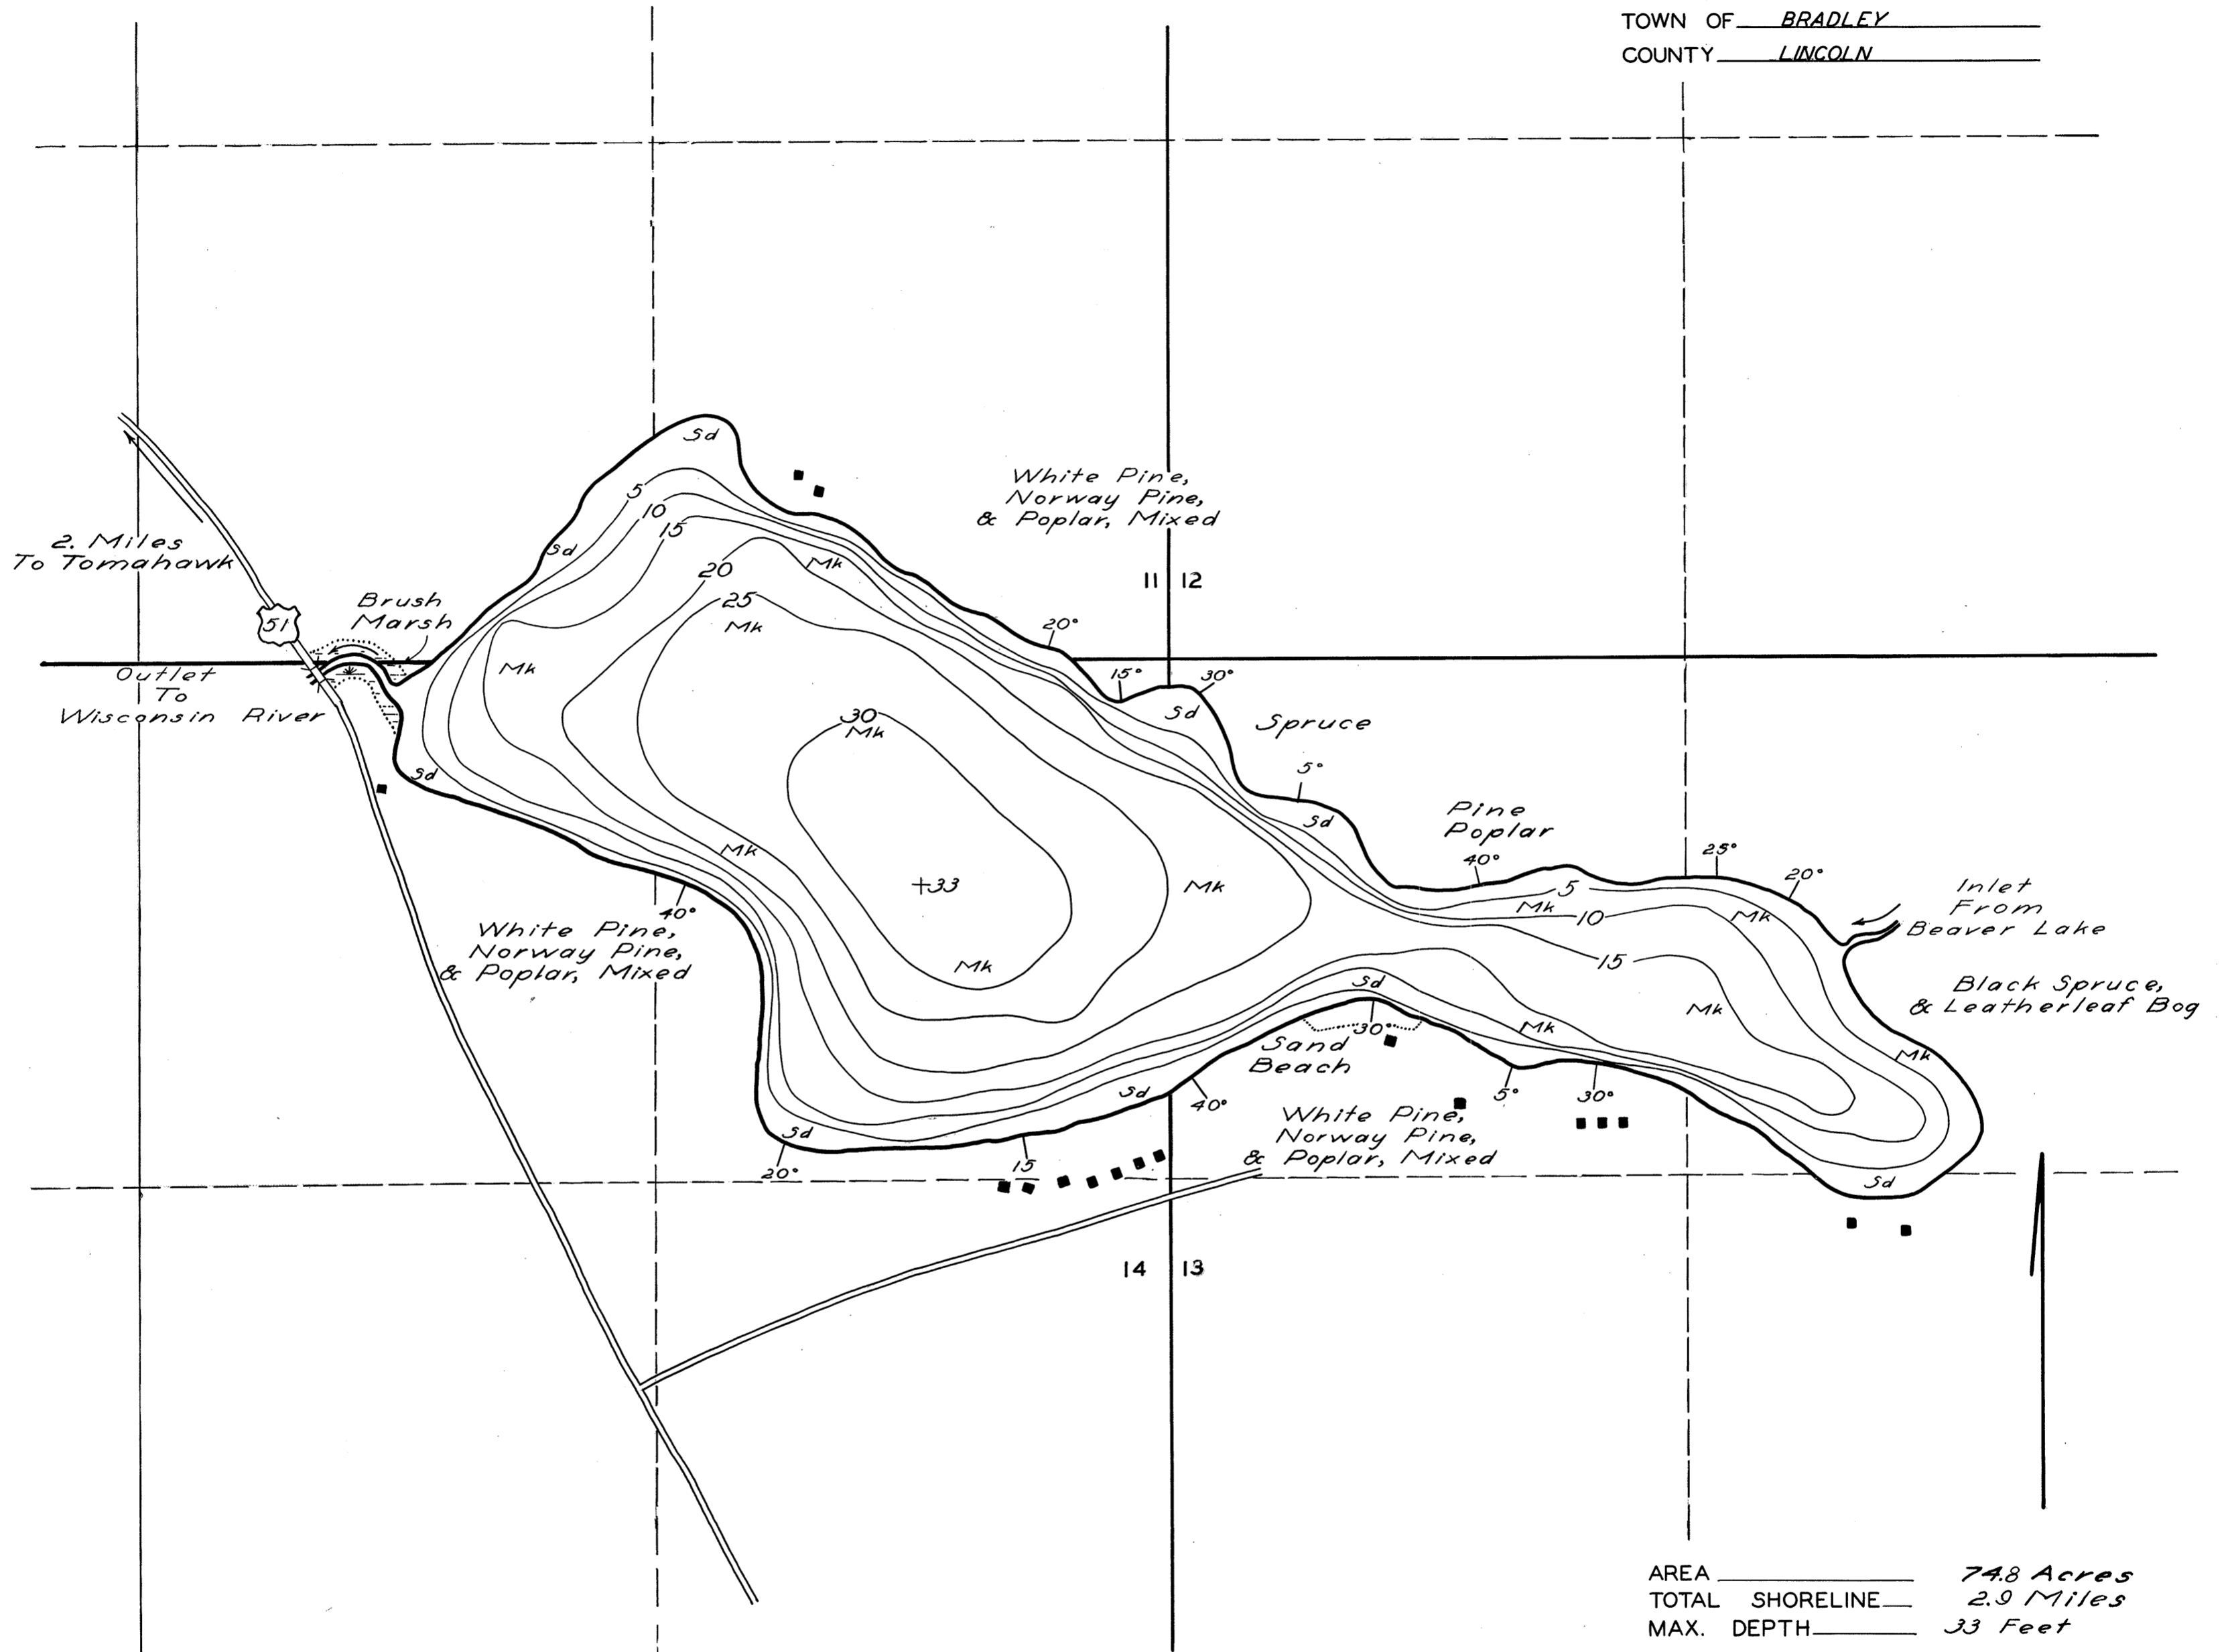 TOWN OF BRADLEY
COUNTY LINCOLN
Sd
5
10
15
20
25
Sd
Mk
Mk
White Pine,
Norway Pine,
& Poplar, Mixed
11 12
2. Miles
To Tomahawk
51
Brush
Marsh
Outlet
To
Wisconsin River
Mk
20°
15°
30°
Sd
Spruce
5°
Sd
30
Mk
Sd
Mk
+33
Mk
Mk
Pine
Poplar
40°
25°
20°
5
Mk
10
Mk
15
Mk
Inlet
From
Beaver Lake
Black Spruce,
& Leatherleaf Bog
40°
White Pine,
Norway Pine,
& Poplar, Mixed
Sd
30°
Sand
Beach
Mk
Mk
Sd
40°
5°
30°
White Pine,
Norway Pine,
& Poplar, Mixed
Sd
20°
15
Sd
14 13
AREA 74.8 Acres
TOTAL SHORELINE 2.9 Miles
MAX. DEPTH 33 Feet